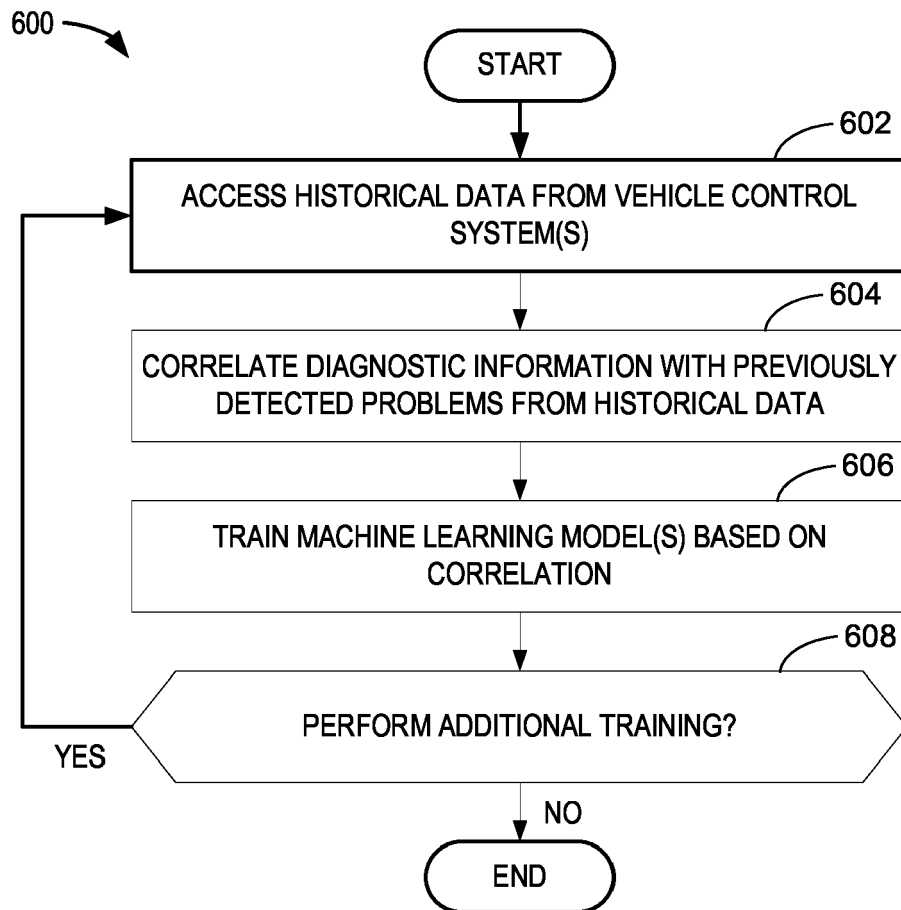 600
START
602
ACCESS HISTORICAL DATA FROM VEHICLE CONTROL
SYSTEM(S)
604
CORRELATE DIAGNOSTIC INFORMATION WITH PREVIOUSLY
DETECTED PROBLEMS FROM HISTORICAL DATA
606
TRAIN MACHINE LEARNING MODEL(S) BASED ON
CORRELATION
608
PERFORM ADDITIONAL TRAINING?
YES
NO
END